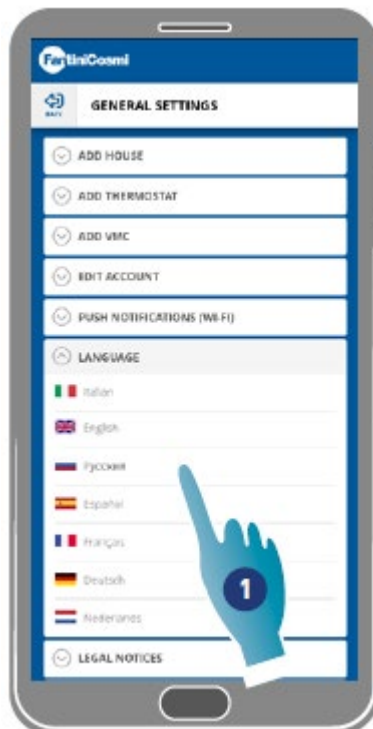 FantiniCosmi
BACK
GENERAL SETTINGS
ADD HOUSE
ADD THERMOSTAT
ADD VMC
EDIT ACCOUNT
PUSH NOTIFICATIONS (WI-FI)
LANGUAGE
Italian
English
Русский
Español
Français
Deutsch
Nederlands
1
LEGAL NOTICES